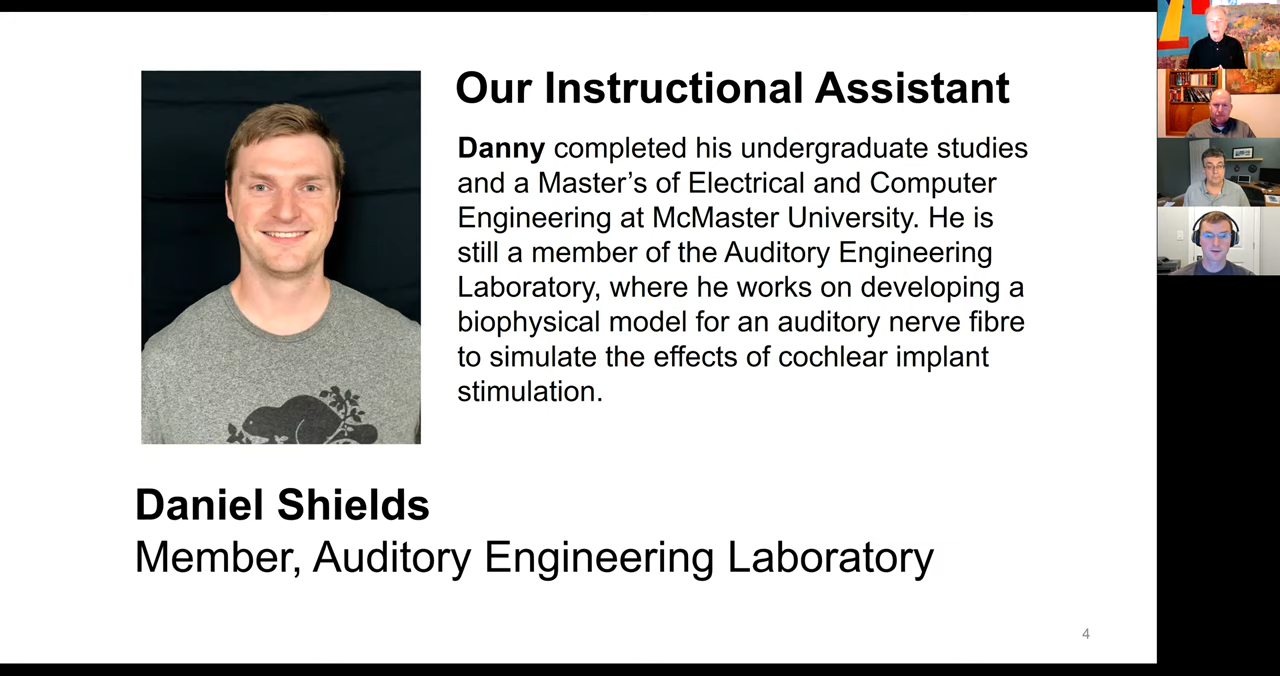 Our Instructional Assistant
Danny completed his undergraduate studies
and a Master’s of Electrical and Computer
Engineering at McMaster University. He is
still a member of the Auditory Engineering
Laboratory, where he works on developing a
biophysical model for an auditory nerve fibre
to simulate the effects of cochlear implant
stimulation.
Daniel Shields
Member, Auditory Engineering Laboratory
4